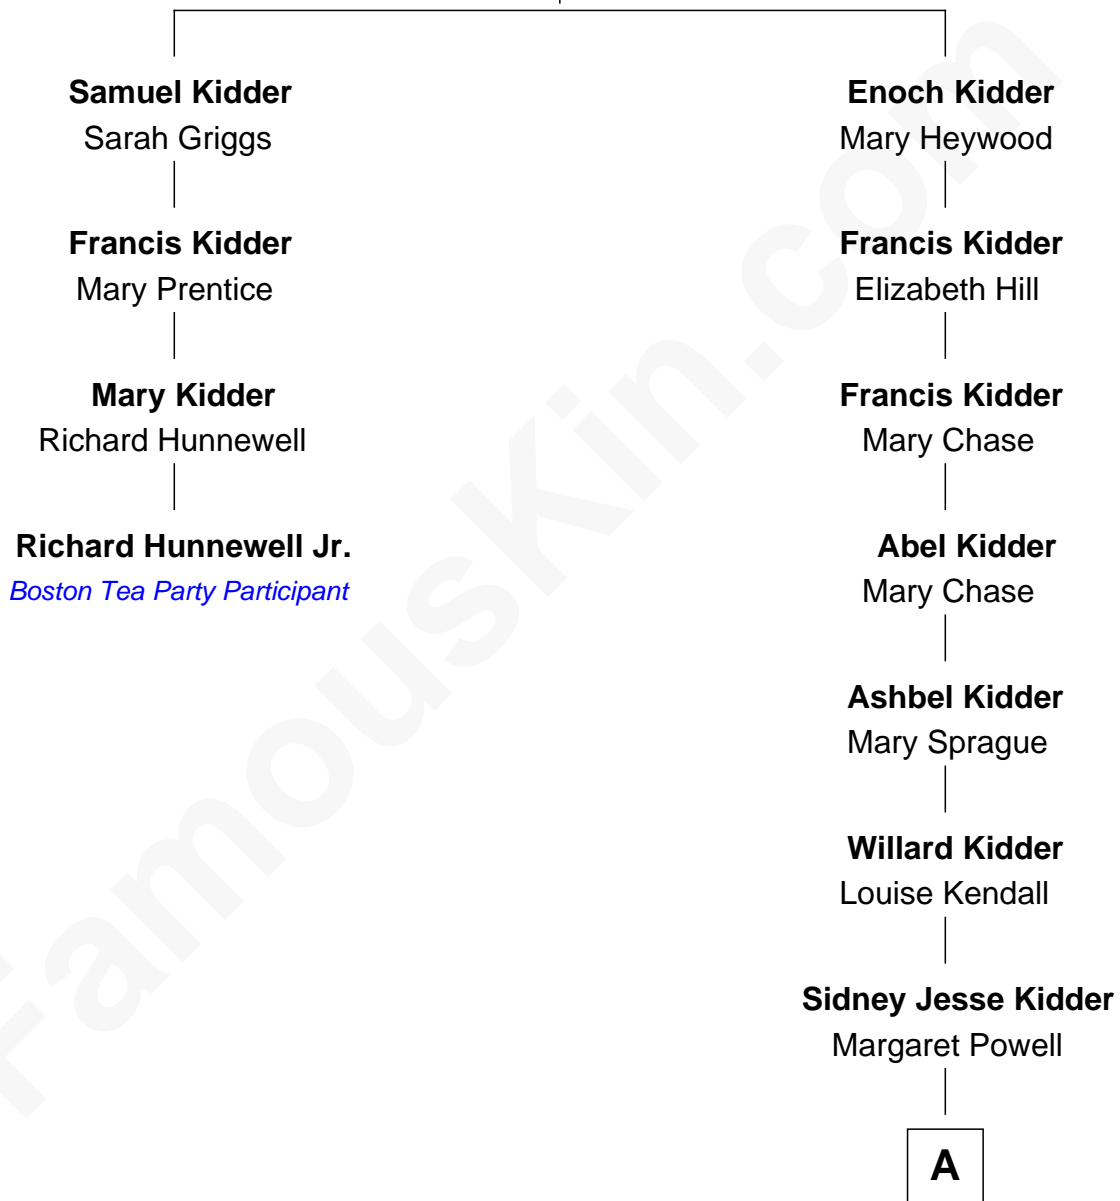 Samuel Kidder
Sarah Griggs
Francis Kidder
Mary Prentice
Mary Kidder
Richard Hunnewell
Richard Hunnewell Jr.
Boston Tea Party Participant
Enoch Kidder
Mary Heywood
Francis Kidder
Elizabeth Hill
Francis Kidder
Mary Chase
Abel Kidder
Mary Chase
Ashbel Kidder
Mary Sprague
Willard Kidder
Louise Kendall
Sidney Jesse Kidder
Margaret Powell
A
FamousKin.com